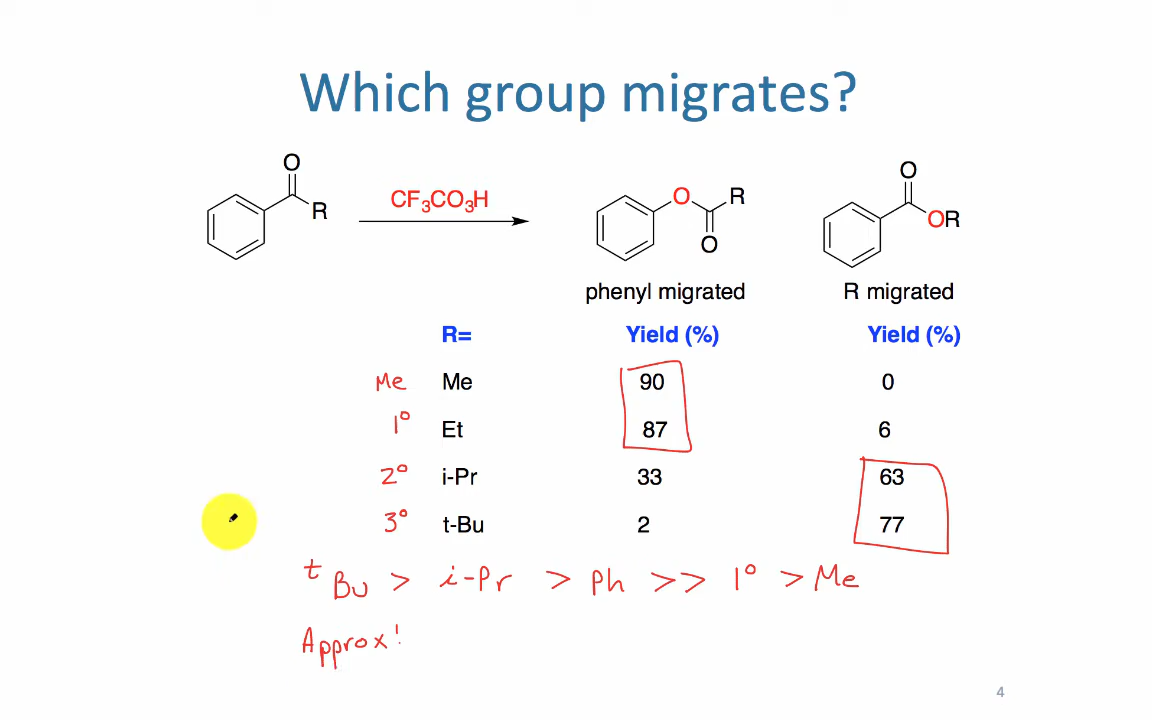 Which group migrates?
O
R
CF₃CO₃H
O
R
O
O
OR
phenyl migrated R migrated
R= Yield (%) Yield (%)
Me Me 90 0
1° Et 87 6
2° i-Pr 33 63
3° t-Bu 2 77
t Bu > i-Pr > Ph >> 1° > Me
Approx!
4